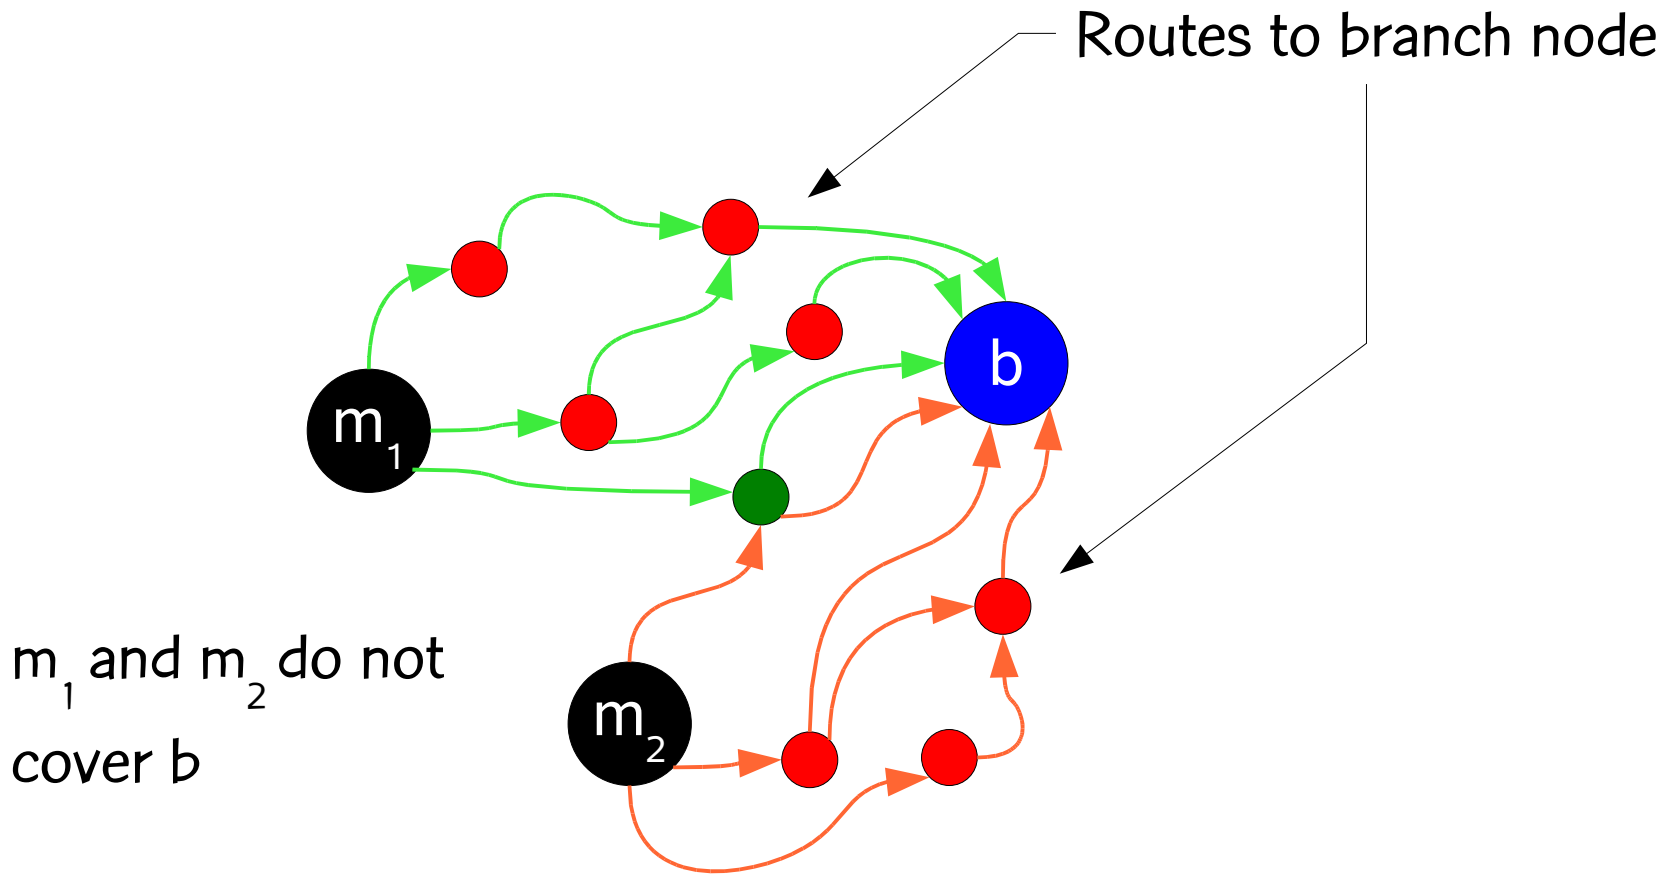 Routes to branch node
b
m₁
m₂
m₁ and m₂ do not
cover b